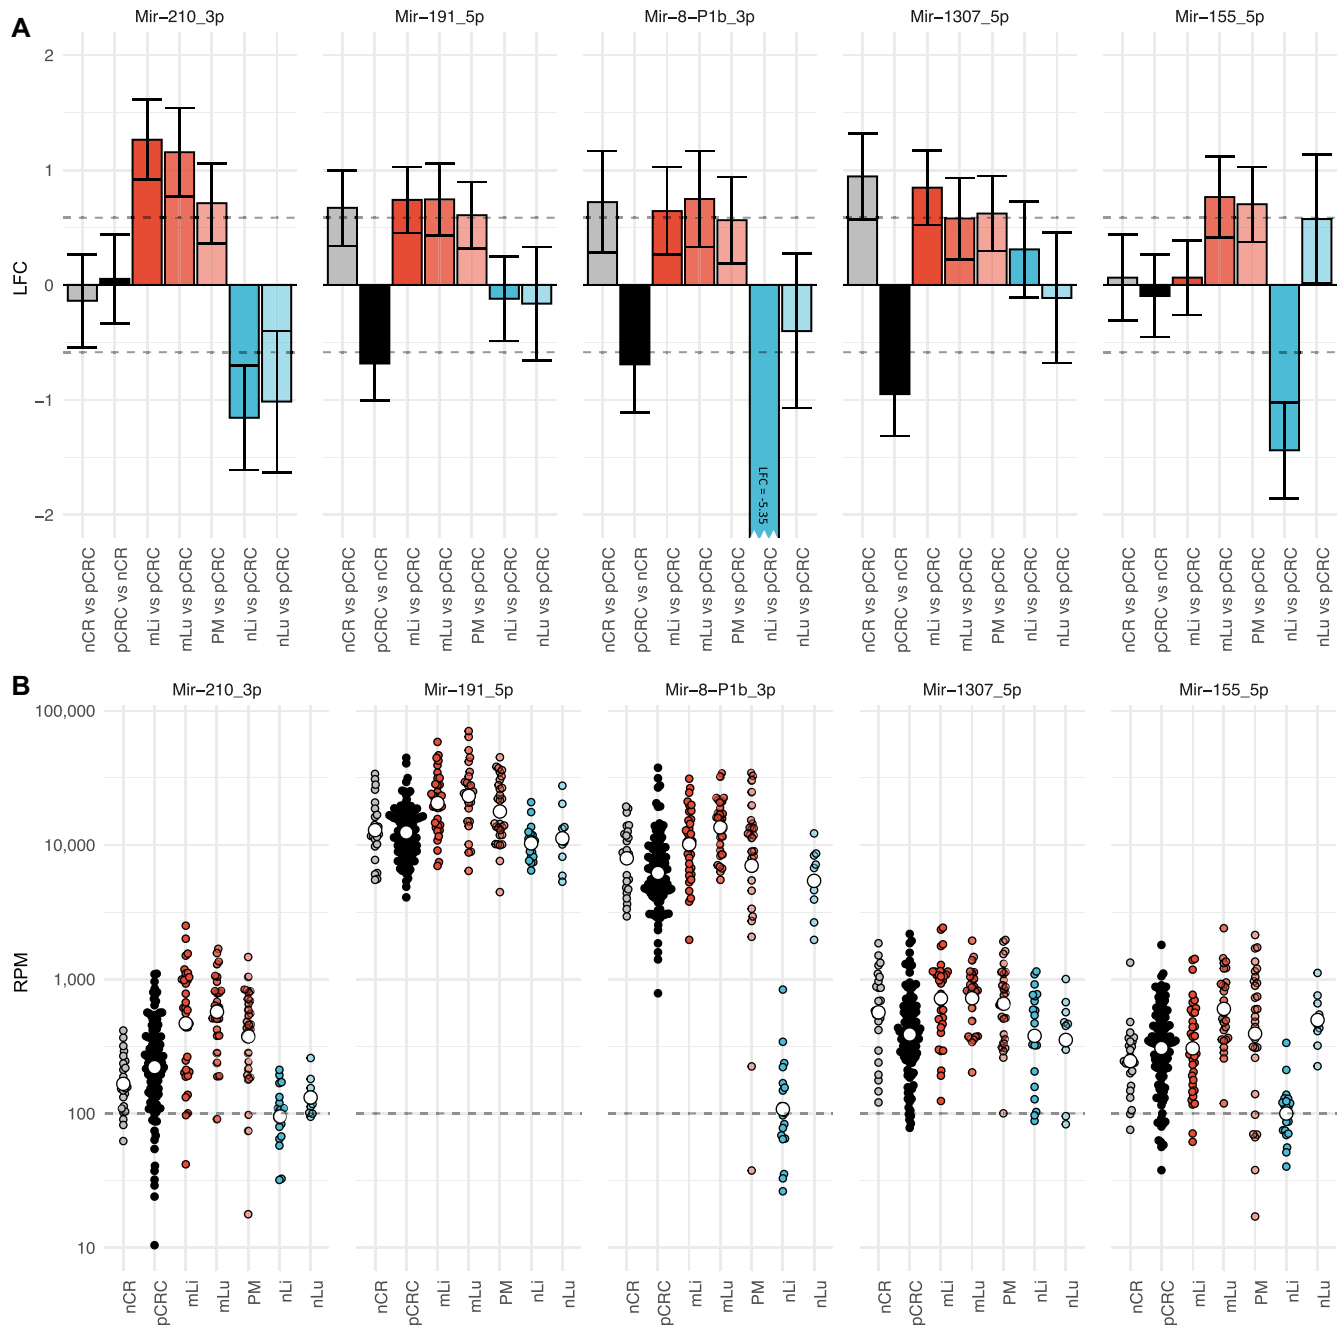 A
Mir−210_3p Mir−191_5p Mir−8−P1b_3p Mir−1307_5p Mir−155_5p
2
1
0
−1
−2
LFC
LFC = -5.35
nCR vs pCRC pCRC vs nCR mLi vs pCRC mLu vs pCRC PM vs pCRC nLi vs pCRC nLu vs pCRC nCR vs pCRC pCRC vs nCR mLi vs pCRC mLu vs pCRC PM vs pCRC nLi vs pCRC nLu vs pCRC nCR vs pCRC pCRC vs nCR mLi vs pCRC mLu vs pCRC PM vs pCRC nLi vs pCRC nLu vs pCRC nCR vs pCRC pCRC vs nCR mLi vs pCRC mLu vs pCRC PM vs pCRC nLi vs pCRC nLu vs pCRC nCR vs pCRC pCRC vs nCR mLi vs pCRC mLu vs pCRC PM vs pCRC nLi vs pCRC nLu vs pCRC
B
Mir−210_3p Mir−191_5p Mir−8−P1b_3p Mir−1307_5p Mir−155_5p
100,000
10,000
1,000
100
10
RPM
nCR pCRC mLi mLu PM nLi nLu nCR pCRC mLi mLu PM nLi nLu nCR pCRC mLi mLu PM nLi nLu nCR pCRC mLi mLu PM nLi nLu nCR pCRC mLi mLu PM nLi nLu